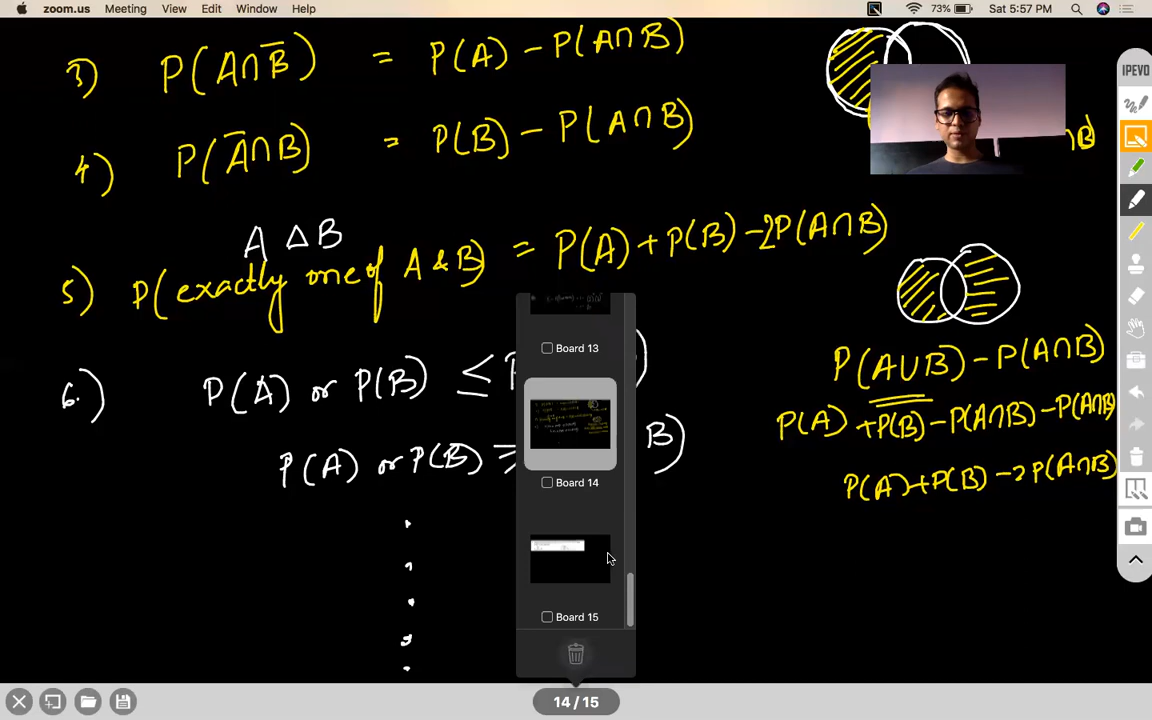 zoom.us Meeting View Edit Window Help 73% Sat 5:57 PM
3) P(A∩B̅) = P(A) - P(A∩B)
IPEVO
4) P(A̅∩B) = P(B) - P(A∩B)
∩B
A Δ B
5) P(exactly one of A & B) = P(A) + P(B) - 2P(A∩B)
6.) P(A) or P(B) ≤ P )
P(A) or P(B) ≥ B)
P(A∪B) - P(A∩B)
P(A) + P(B) - P(A∩B) - P(A∩B)
P(A) + P(B) - 2P(A∩B)
Board 13
Board 14
Board 15
14 / 15